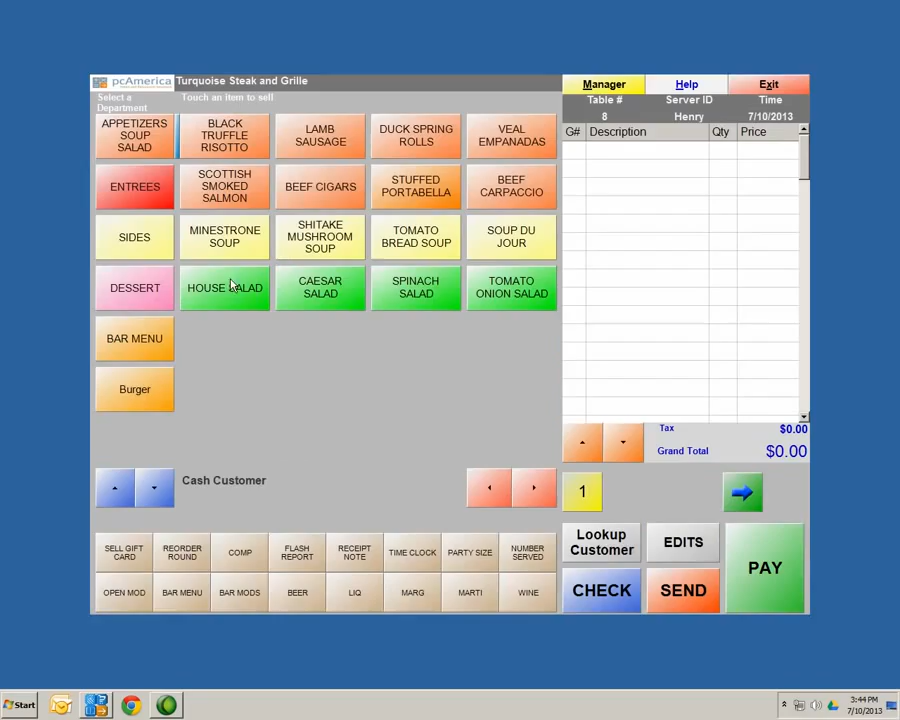 pcAmerica Turquoise Steak and Grille
Manager Help Exit
Select a Department
Touch an item to sell
Table # Server ID Time
8 Henry 7/10/2013
G# Description Qty Price
APPETIZERS
SOUP
SALAD
BLACK
TRUFFLE
RISOTTO
LAMB
SAUSAGE
DUCK SPRING
ROLLS
VEAL
EMPANADAS
ENTREES
SCOTTISH
SMOKED
SALMON
BEEF CIGARS
STUFFED
PORTABELLA
BEEF
CARPACCIO
SIDES
MINESTRONE
SOUP
SHITAKE
MUSHROOM
SOUP
TOMATO
BREAD SOUP
SOUP DU
JOUR
DESSERT
HOUSE SALAD
CAESAR
SALAD
SPINACH
SALAD
TOMATO
ONION SALAD
BAR MENU
Burger
Tax $0.00
Grand Total $0.00
Cash Customer
1
SELL GIFT
CARD
REORDER
ROUND
COMP
FLASH
REPORT
RECEIPT
NOTE
TIME CLOCK
PARTY SIZE
NUMBER
SERVED
OPEN MOD
BAR MENU
BAR MODS
BEER
LIQ
MARG
MARTI
WINE
Lookup
Customer
EDITS
PAY
CHECK
SEND
Start
3:44 PM
7/10/2013